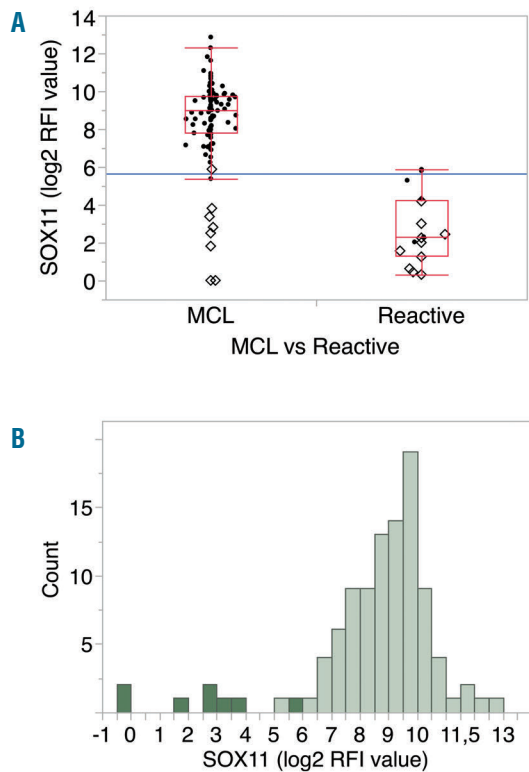 A
14
12
10
8
6
4
2
0
SOX11 (log2 RFI value)
MCL Reactive
MCL vs Reactive
B
15
10
5
Count
-1 0 1 2 3 4 5 6 7 8 9 10 11,5 13
SOX11 (log2 RFI value)